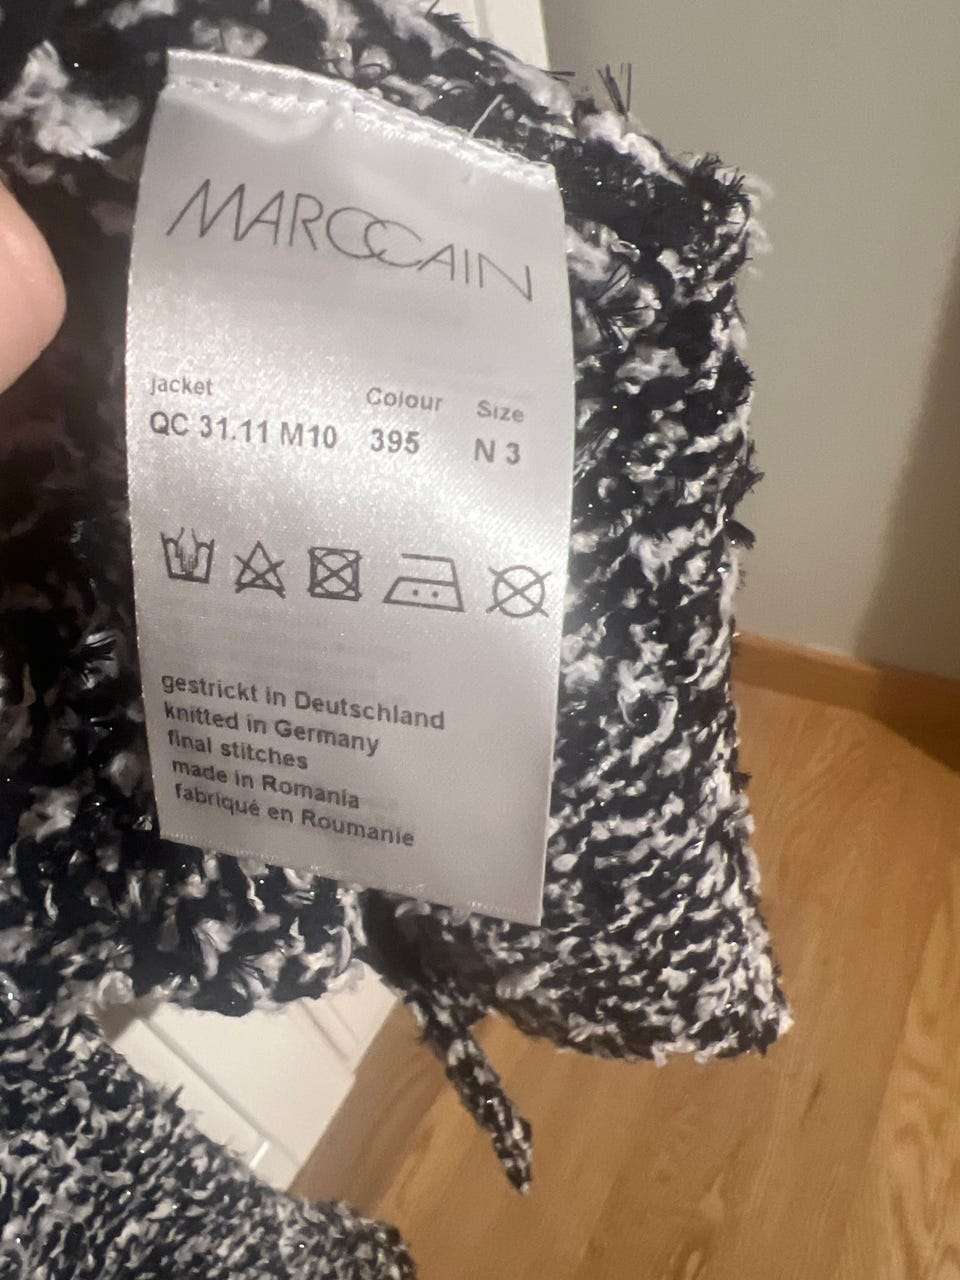 MARCCAIN
jacket Colour Size
QC 31.11 M10 395 N 3
gestrickt in Deutschland
knitted in Germany
final stitches
made in Romania
fabriqué en Roumanie